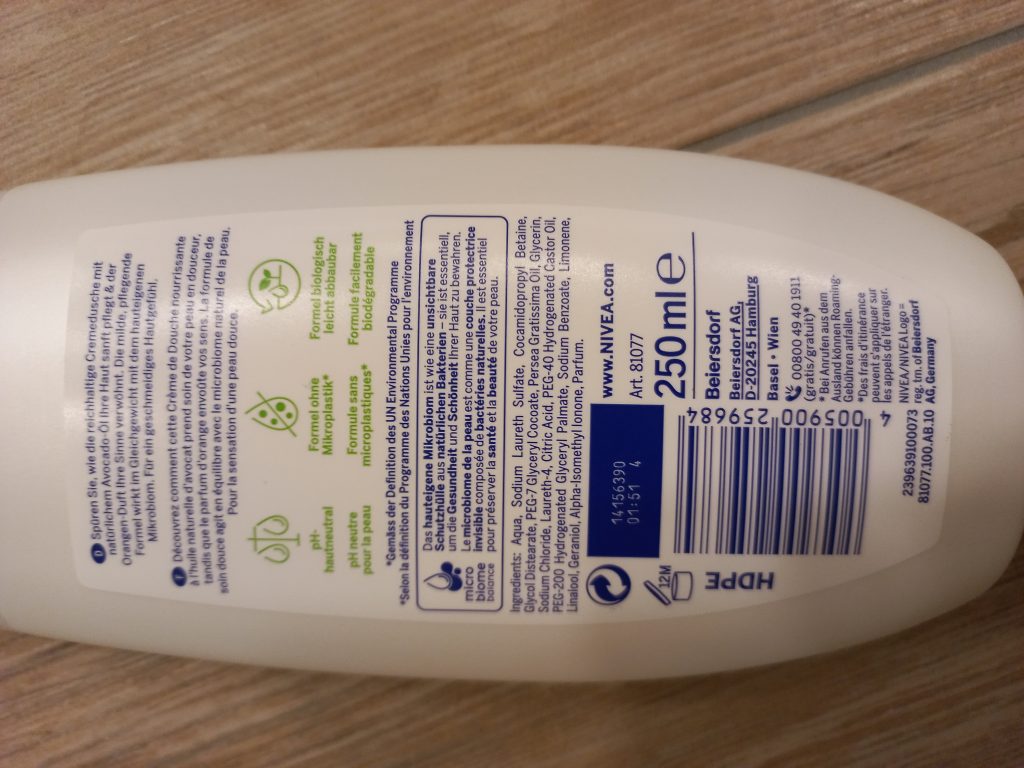 D Spüren Sie, wie die reichhaltige Cremedusche mit
natürlichem Avocado-Öl Ihre Haut sanft pflegt & der
Orangen-Duft Ihre Sinne verwöhnt. Die milde, pflegende
Formel wirkt im Gleichgewicht mit dem hauteigenen
Mikrobiom. Für ein geschmeidiges Hautgefühl.
F Découvrez comment cette Crème de Douche nourrissante
à l'huile naturelle d'avocat prend soin de votre peau en douceur,
tandis que le parfum d'orange envoûte vos sens. La formule de
soin douce agit en équilibre avec le microbiome naturel de la peau.
Pour la sensation d'une peau douce.
pH-
hautneutral
pH neutre
pour la peau
Formel ohne
Mikroplastik*
Formule sans
microplastiques*
Formel biologisch
leicht abbaubar
Formule facilement
biodégradable
*Gemäss der Definition des UN Environmental Programme
*Selon la définition du Programme des Nations Unies pour l'environnement
micro
biome
balance
Das hauteigene Mikrobiom ist wie eine unsichtbare
Schutzhülle aus natürlichen Bakterien – sie ist essentiell,
um die Gesundheit und Schönheit Ihrer Haut zu bewahren.
Le microbiome de la peau est comme une couche protectrice
invisible composée de bactéries naturelles. Il est essentiel
pour préserver la santé et la beauté de votre peau.
Ingredients: Aqua, Sodium Laureth Sulfate, Cocamidopropyl Betaine,
Glycol Distearate, PEG-7 Glyceryl Cocoate, Persea Gratissima Oil, Glycerin,
Sodium Chloride, Laureth-4, Citric Acid, PEG-40 Hydrogenated Castor Oil,
PEG-200 Hydrogenated Glyceryl Palmate, Sodium Benzoate, Limonene,
Linalool, Geraniol, Alpha-Isomethyl Ionone, Parfum.
14156390
01:51 4
www.NIVEA.com
Art. 81077
250 ml e
12M
HDPE
4 005900 259684
Beiersdorf
Beiersdorf AG,
D-20245 Hamburg
Basel • Wien
00800 49 40 1911
(gratis/gratuit)*
*Bei Anrufen aus dem
Ausland können Roaming-
Gebühren anfallen.
*Des frais d'itinérance
peuvent s'appliquer sur
les appels de l'étranger.
239639100073
81077.100.AB.10
NIVEA/NIVEA Logo=
reg. tm. of Beiersdorf
AG, Germany